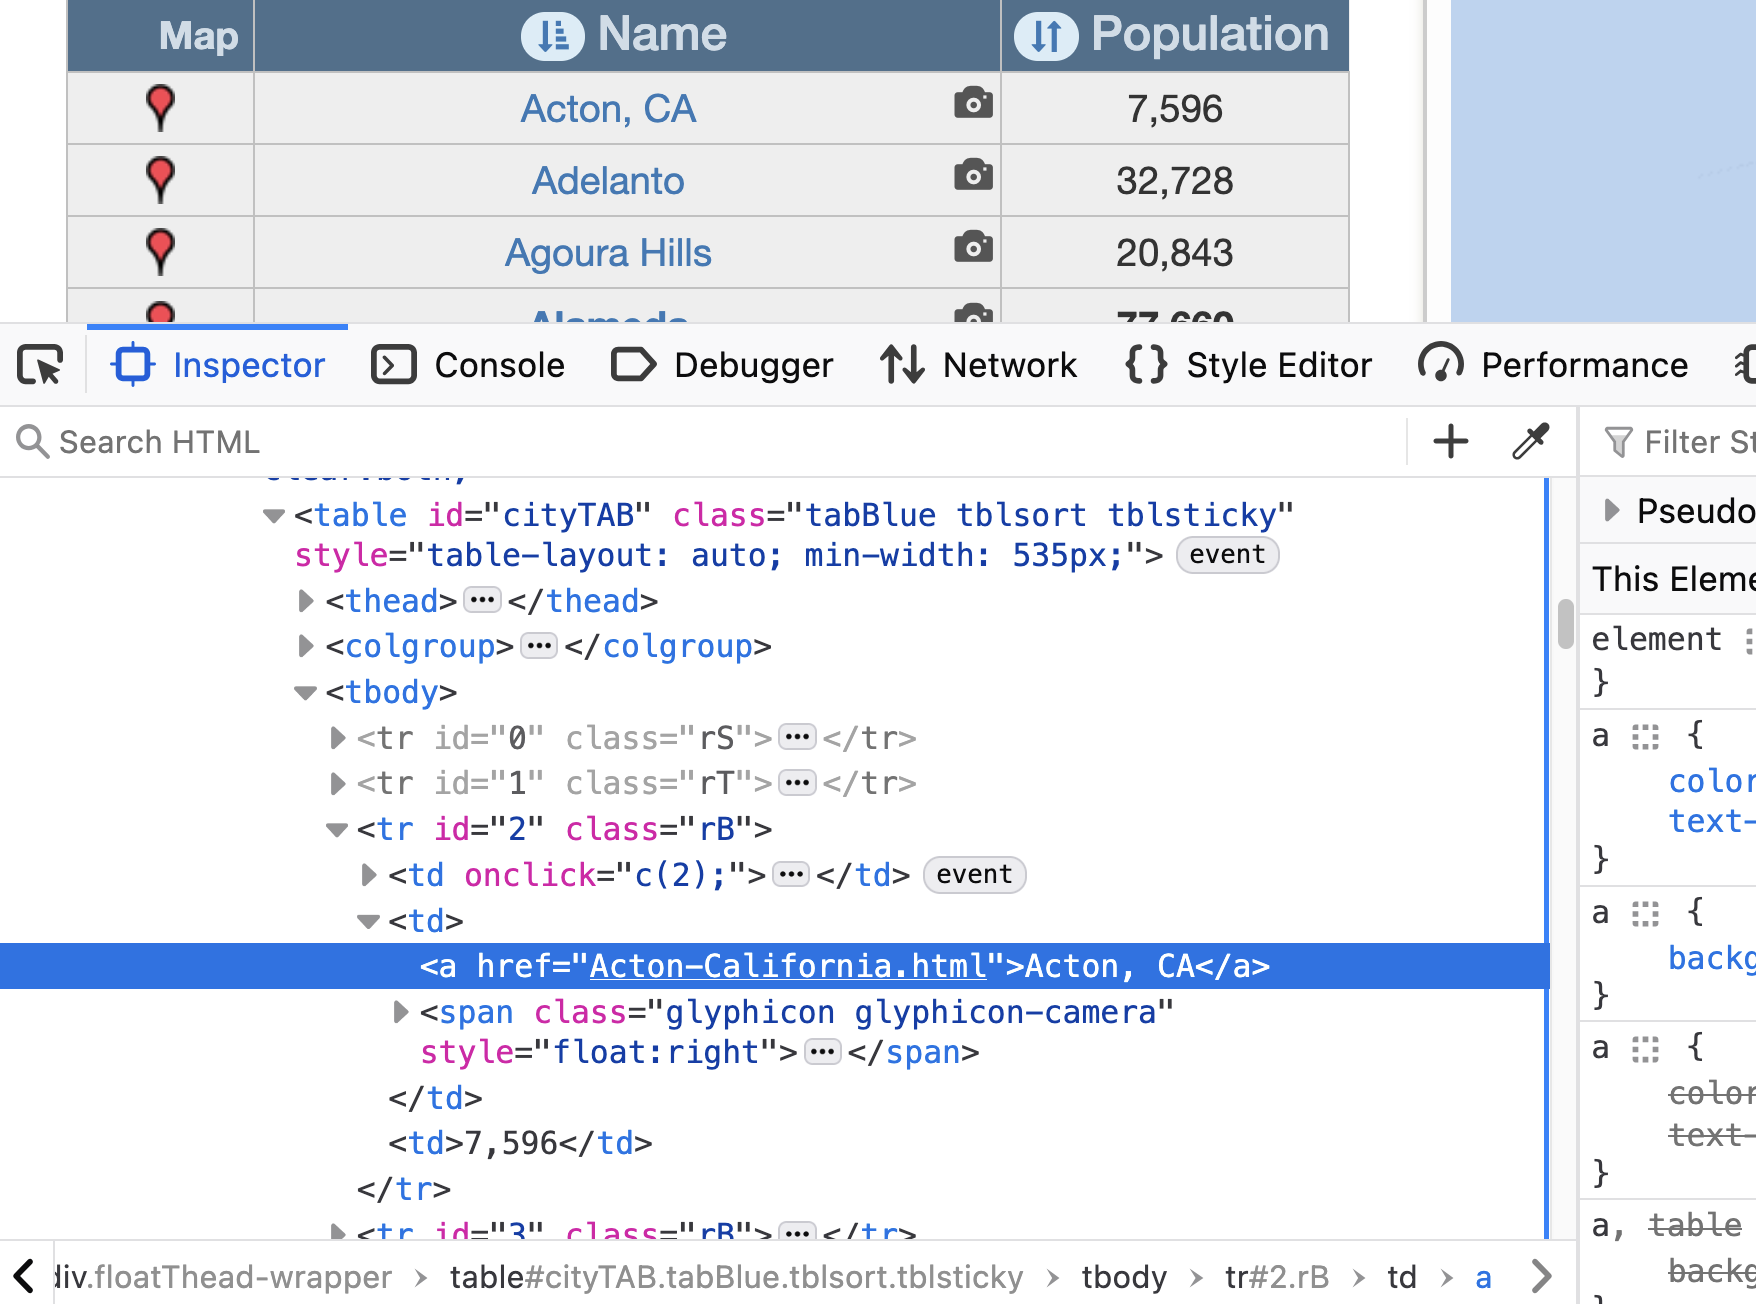 Map Name Population
Acton, CA 7,596
Adelanto 32,728
Agoura Hills 20,843
Alameda 77,660
Inspector Console Debugger Network Style Editor Performance
Search HTML Filter St
<table id="cityTAB" class="tabBlue tblsort tblsticky"
style="table-layout: auto; min-width: 535px;"> event
<thead>···</thead>
<colgroup>···</colgroup>
<tbody>
<tr id="0" class="rS">···</tr>
<tr id="1" class="rT">···</tr>
<tr id="2" class="rB">
<td onclick="c(2);">···</td> event
<td>
<a href="Acton-California.html">Acton, CA</a>
<span class="glyphicon glyphicon-camera"
style="float:right">···</span>
</td>
<td>7,596</td>
</tr>
<tr id="3" class="rB">···</tr>
div.floatThead-wrapper > table#cityTAB.tabBlue.tblsort.tblsticky > tbody > tr#2.rB > td > a
Pseudo
This Eleme
element
}
a {
color
text-
}
a {
backg
}
a {
color
text-
}
a, table
backg
}